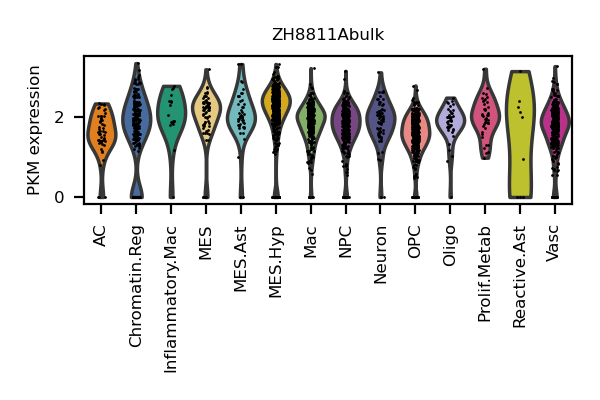 ZH8811Abulk
PKM expression
2
0
AC
Chromatin.Reg
Inflammatory.Mac
MES
MES.Ast
MES.Hyp
Mac
NPC
Neuron
OPC
Oligo
Prolif.Metab
Reactive.Ast
Vasc